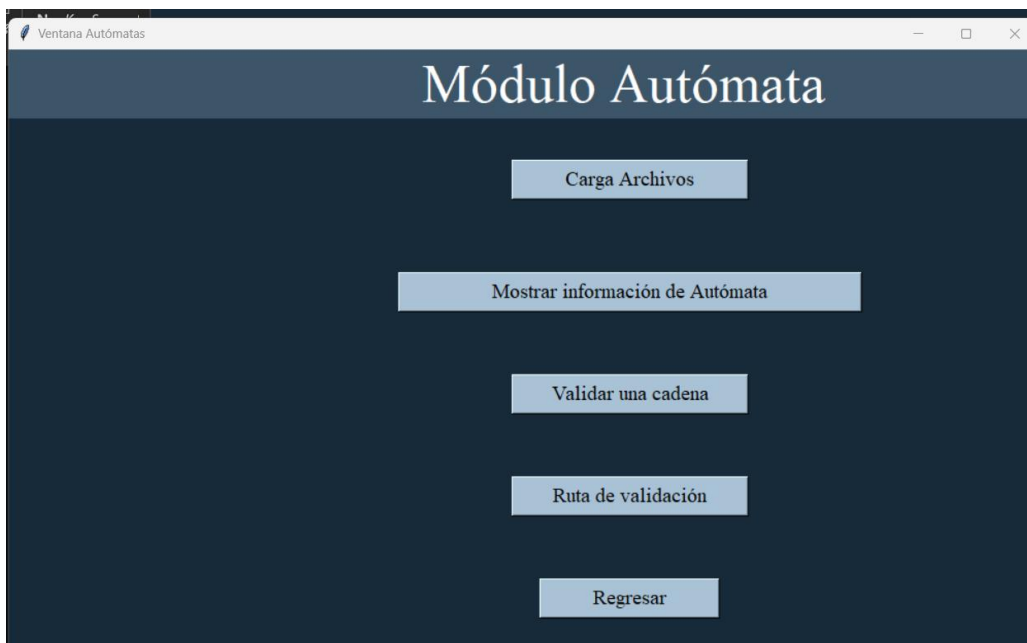 Ventana Autómatas
Módulo Autómata
Carga Archivos
Mostrar información de Autómata
Validar una cadena
Ruta de validación
Regresar